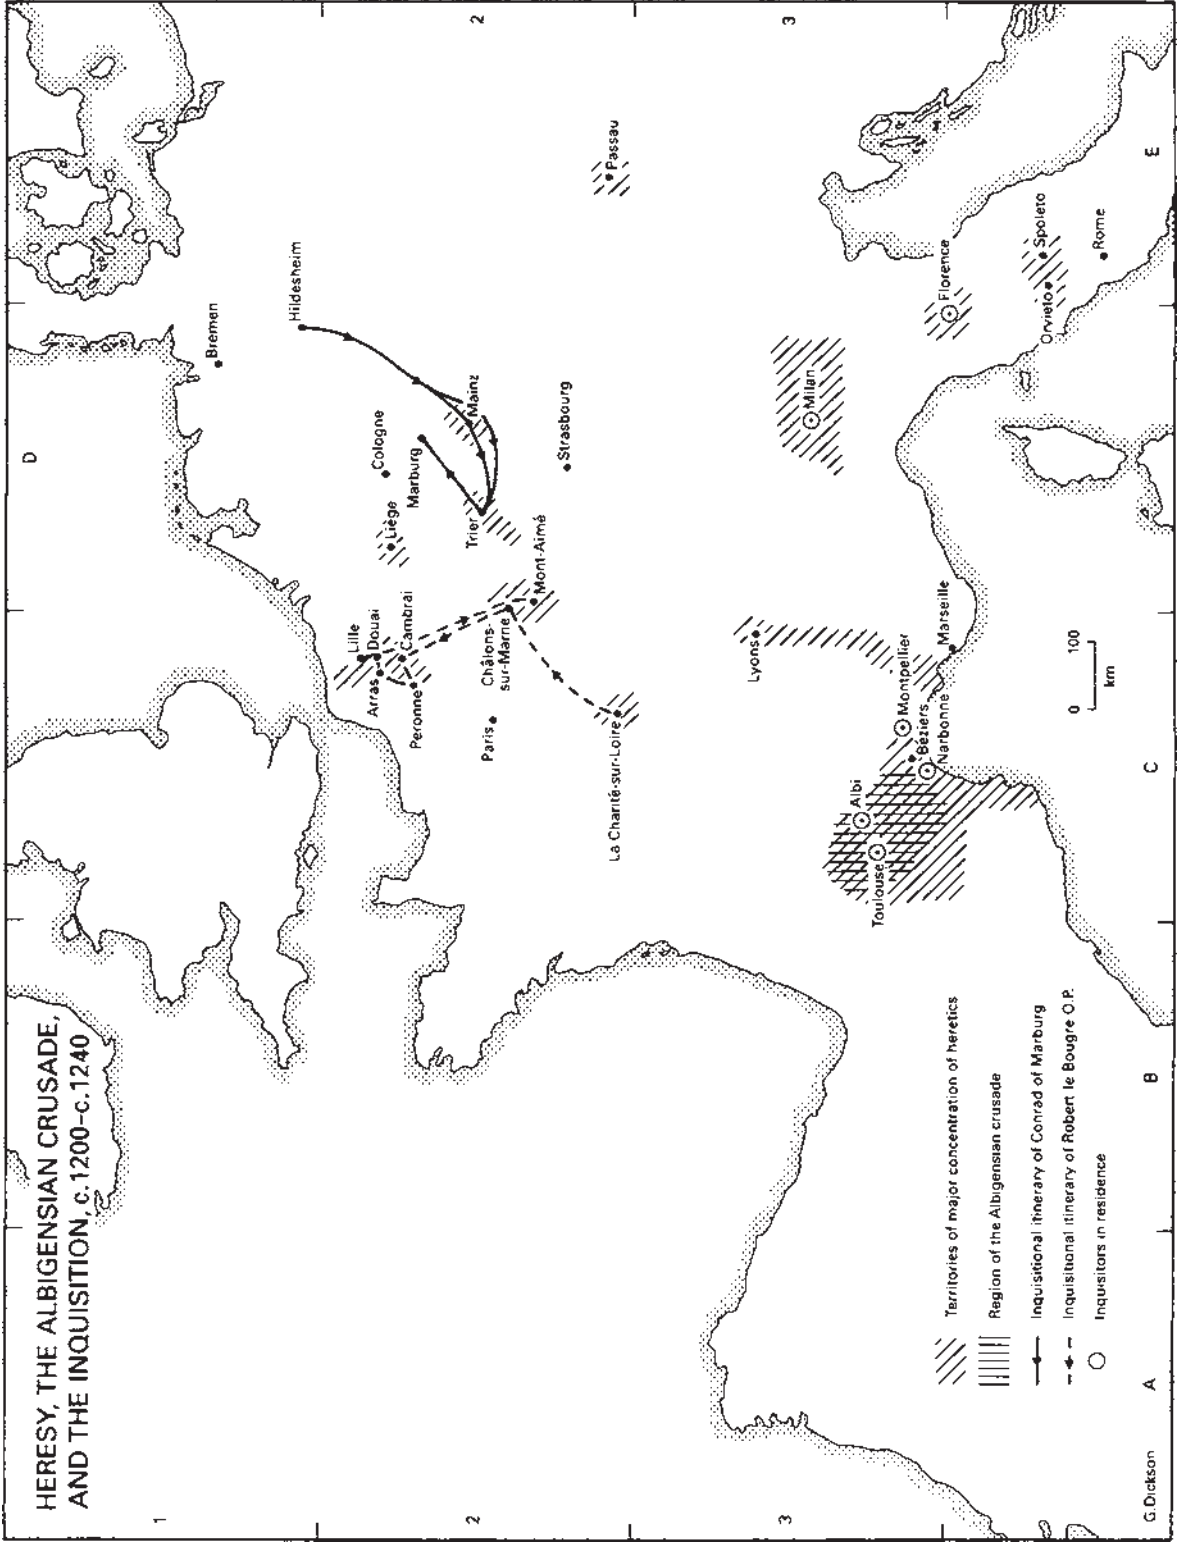 HERESY, THE ALBIGENSIAN CRUSADE,
AND THE INQUISITION, c.1200–c.1240
D
1
2
3
2
3
A
B
C
E
Bremen
Hildesheim
Cologne
Marburg
Mainz
Liège
Trier
Strasbourg
Passau
Lille
Douai
Arras
Cambrai
Peronne
Paris
Châlons-
sur-Marne
Mont-Aimé
La Charité-sur-Loire
Lyons
Milan
Florence
Orvieto
Spoleto
Rome
Marseille
Montpellier
Béziers
Narbonne
Albi
Toulouse
0 100
km
Territories of major concentration of heretics
Region of the Albigensian crusade
Inquisitional itinerary of Conrad of Marburg
Inquisitional itinerary of Robert le Bougre O.P.
Inquisitors in residence
G.Dickson